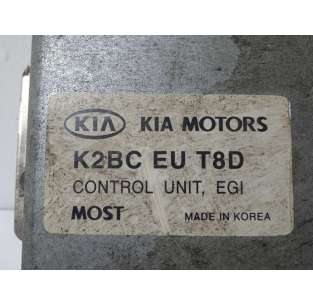 KIA KIA MOTORS
K2BC EU T8D
CONTROL UNIT, EGI
MOST MADE IN KOREA